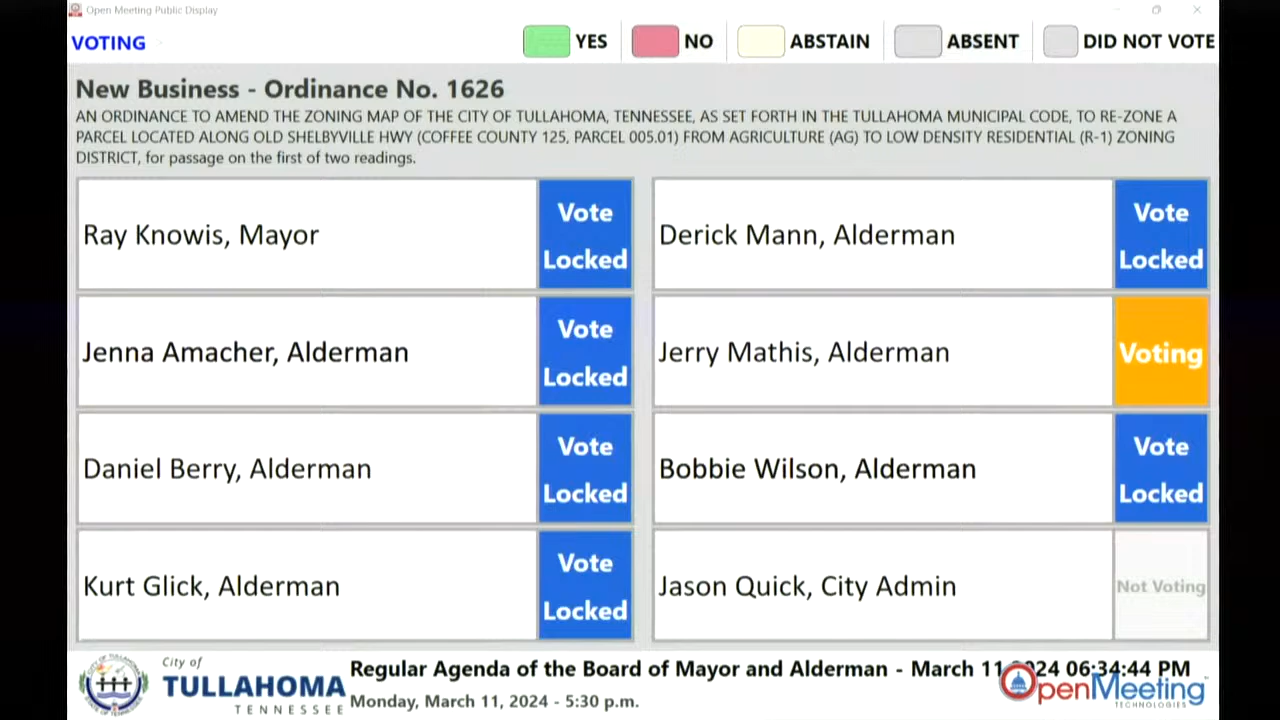 Open Meeting Public Display
VOTING
YES
NO
ABSTAIN
ABSENT
DID NOT VOTE
New Business - Ordinance No. 1626
AN ORDINANCE TO AMEND THE ZONING MAP OF THE CITY OF TULLAHOMA, TENNESSEE, AS SET FORTH IN THE TULLAHOMA MUNICIPAL CODE, TO RE-ZONE A
PARCEL LOCATED ALONG OLD SHELBYVILLE HWY (COFFEE COUNTY 125, PARCEL 005.01) FROM AGRICULTURE (AG) TO LOW DENSITY RESIDENTIAL (R-1) ZONING
DISTRICT, for passage on the first of two readings.
Ray Knowis, Mayor
Vote
Locked
Derick Mann, Alderman
Vote
Locked
Jenna Amacher, Alderman
Vote
Locked
Jerry Mathis, Alderman
Voting
Daniel Berry, Alderman
Vote
Locked
Bobbie Wilson, Alderman
Vote
Locked
Kurt Glick, Alderman
Vote
Locked
Jason Quick, City Admin
Not Voting
City of
TULLAHOMA
TENNESSEE
Regular Agenda of the Board of Mayor and Alderman - March 11 2024 06:34:44 PM
Monday, March 11, 2024 - 5:30 p.m.
OpenMeeting
TECHNOLOGIES